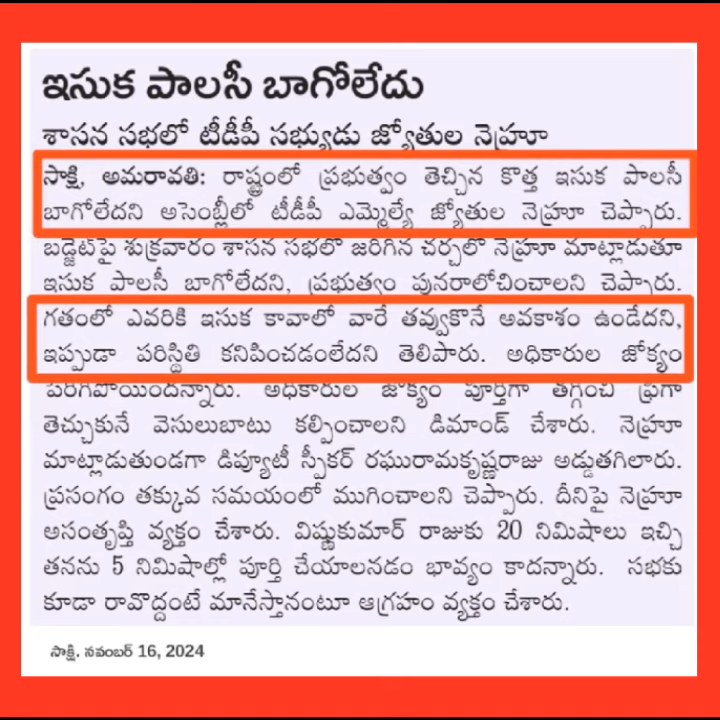 ఇసుక పాలసీ బాగోలేదు
శాసన సభలో టీడీపీ సభ్యుడు జ్యోతుల నెహ్రూ
సాక్షి, అమరావతి: రాష్ట్రంలో ప్రభుత్వం తెచ్చిన కొత్త ఇసుక పాలసీ
బాగోలేదని అసెంబ్లీలో టీడీపీ ఎమ్మెల్యే జ్యోతుల నెహ్రూ చెప్పారు.
బడ్జెట్‌పై శుక్రవారం శాసన సభలో జరిగిన చర్చలో నెహ్రూ మాట్లాడుతూ
ఇసుక పాలసీ బాగోలేదని, ప్రభుత్వం పునరాలోచించాలని చెప్పారు.
గతంలో ఎవరికి ఇసుక కావాలో వారే తవ్వుకొనే అవకాశం ఉండేదని,
ఇప్పుడా పరిస్థితి కనిపించడంలేదని తెలిపారు. అధికారుల జోక్యం
పెరిగిపోయిందన్నారు. అధికారుల జోక్యం పూర్తిగా తగ్గించి ఫ్రీగా
తెచ్చుకునే వెసులుబాటు కల్పించాలని డిమాండ్ చేశారు. నెహ్రూ
మాట్లాడుతుండగా డిప్యూటీ స్పీకర్ రఘురామకృష్ణరాజు అడ్డుతగిలారు.
ప్రసంగం తక్కువ సమయంలో ముగించాలని చెప్పారు. దీనిపై నెహ్రూ
అసంతృప్తి వ్యక్తం చేశారు. విష్ణుకుమార్ రాజుకు 20 నిమిషాలు ఇచ్చి
తనను 5 నిమిషాల్లో పూర్తి చేయాలనడం భావ్యం కాదన్నారు. సభకు
కూడా రావొద్దంటే మానేస్తానంటూ ఆగ్రహం వ్యక్తం చేశారు.
సాక్షి. నవంబర్ 16, 2024